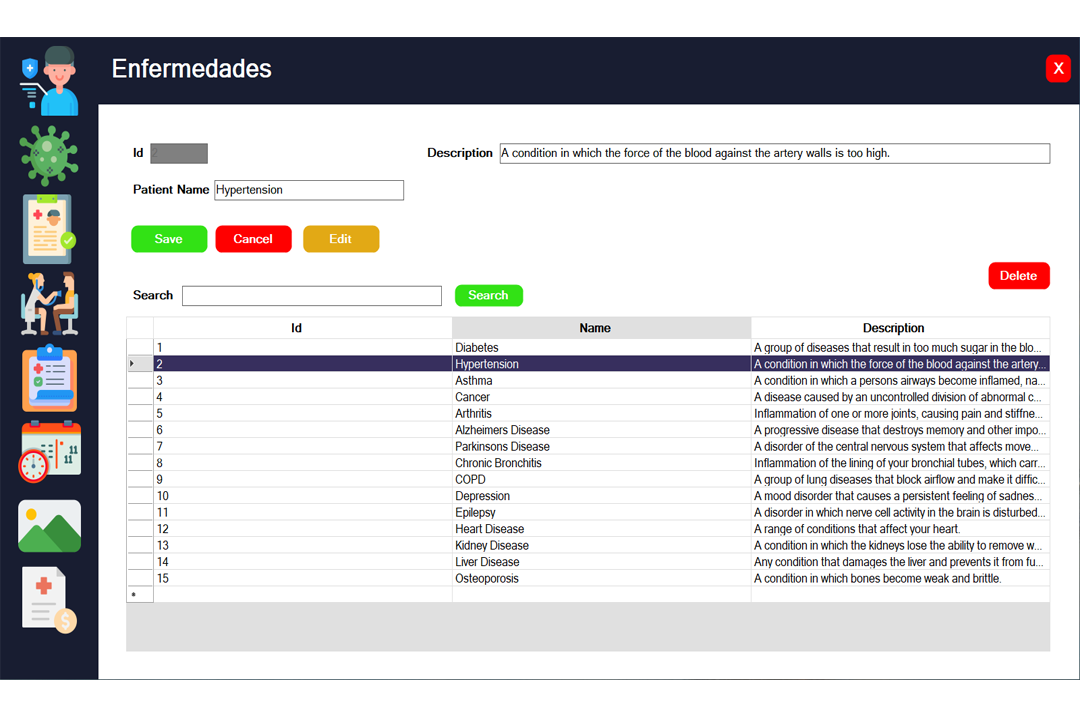 Enfermedades
X
Id 2
Description A condition in which the force of the blood against the artery walls is too high.
Patient Name Hypertension
Save Cancel Edit
Delete
Search Search
Id Name Description
1 Diabetes A group of diseases that result in too much sugar in the blo...
2 Hypertension A condition in which the force of the blood against the artery...
3 Asthma A condition in which a persons airways become inflamed, na...
4 Cancer A disease caused by an uncontrolled division of abnormal c...
5 Arthritis Inflammation of one or more joints, causing pain and stiffne...
6 Alzheimers Disease A progressive disease that destroys memory and other impo...
7 Parkinsons Disease A disorder of the central nervous system that affects move...
8 Chronic Bronchitis Inflammation of the lining of your bronchial tubes, which carr...
9 COPD A group of lung diseases that block airflow and make it diffic...
10 Depression A mood disorder that causes a persistent feeling of sadnes...
11 Epilepsy A disorder in which nerve cell activity in the brain is disturbed...
12 Heart Disease A range of conditions that affect your heart.
13 Kidney Disease A condition in which the kidneys lose the ability to remove w...
14 Liver Disease Any condition that damages the liver and prevents it from fu...
15 Osteoporosis A condition in which bones become weak and brittle.
11
11
$